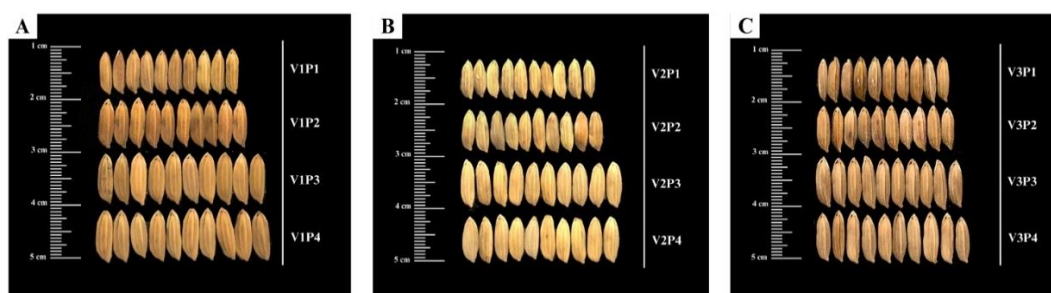 A
1 cm
V1P1
2 cm
V1P2
3 cm
V1P3
4 cm
V1P4
5 cm
B
1 cm
V2P1
2 cm
V2P2
3 cm
V2P3
4 cm
V2P4
5 cm
C
1 cm
V3P1
2 cm
V3P2
3 cm
V3P3
4 cm
V3P4
5 cm